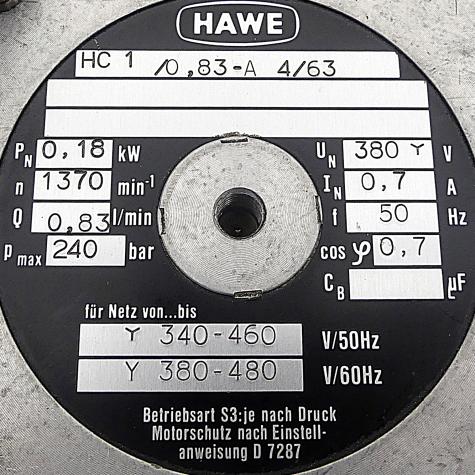 HAWE
HC 1 /0,83-A 4/63
PN 0,18 kW
n 1370 min-1
Q 0,83 l/min
p max 240 bar
UN 380 Y V
IN 0,7 A
f 50 Hz
cos φ 0,7
CB µF
für Netz von...bis
Y 340-460 V/50Hz
Y 380-480 V/60Hz
Betriebsart S3:je nach Druck
Motorschutz nach Einstell-
anweisung D 7287